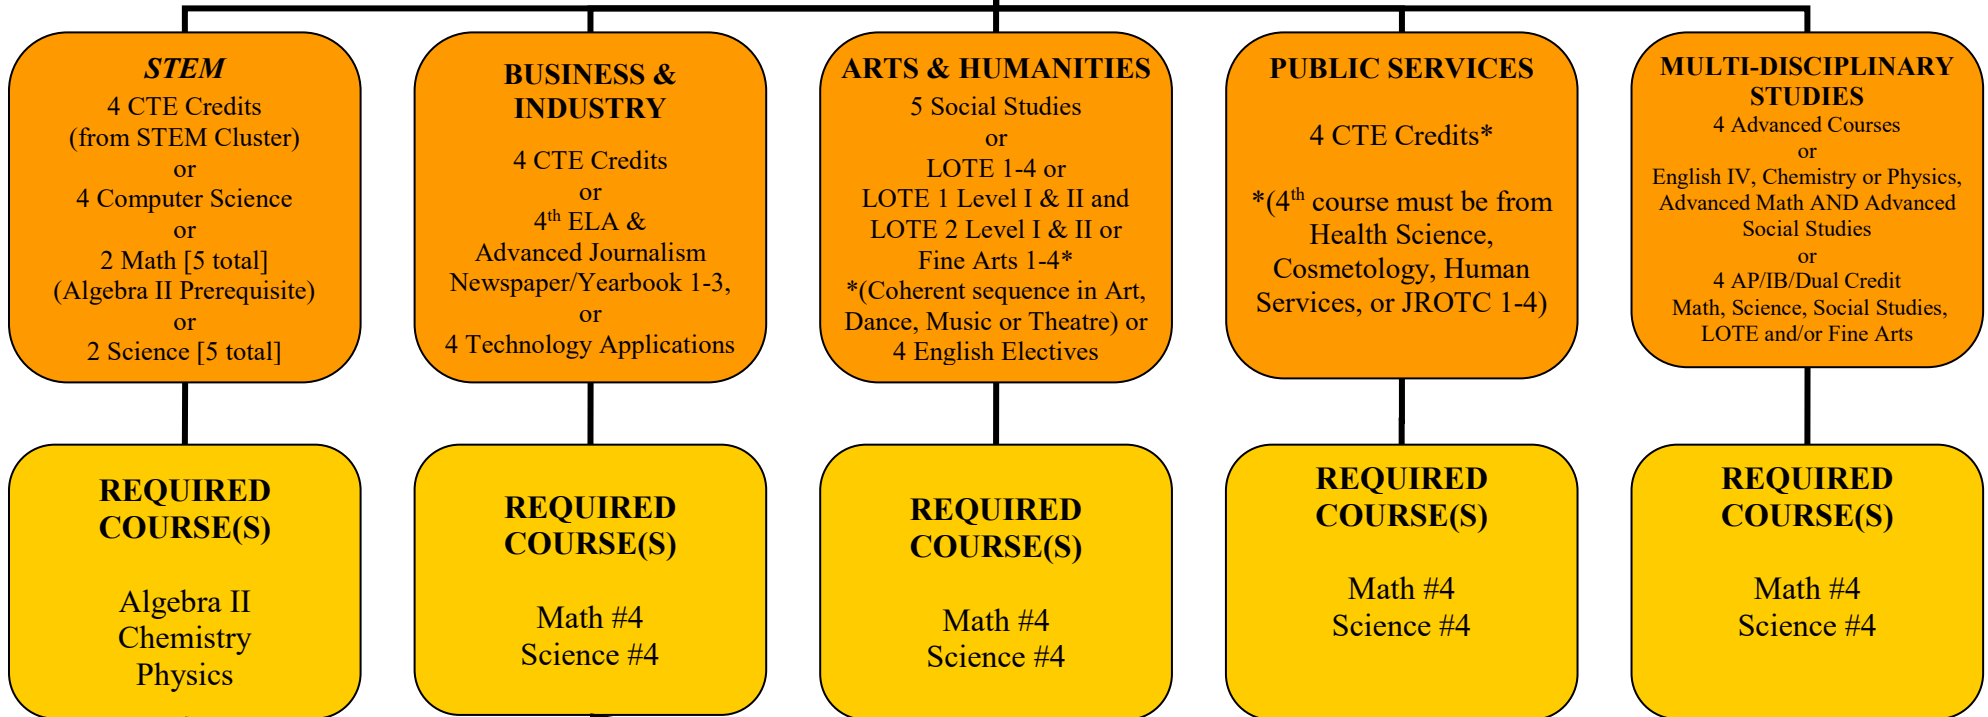 STEM
4 CTE Credits
(from STEM Cluster)
or
4 Computer Science
or
2 Math [5 total]
(Algebra II Prerequisite)
or
2 Science [5 total]
BUSINESS &
INDUSTRY
4 CTE Credits
or
4th ELA &
Advanced Journalism
Newspaper/Yearbook 1-3,
or
4 Technology Applications
ARTS & HUMANITIES
5 Social Studies
or
LOTE 1-4 or
LOTE 1 Level I & II and
LOTE 2 Level I & II or
Fine Arts 1-4*
*(Coherent sequence in Art,
Dance, Music or Theatre) or
4 English Electives
PUBLIC SERVICES
4 CTE Credits*
*(4th course must be from
Health Science,
Cosmetology, Human
Services, or JROTC 1-4)
MULTI-DISCIPLINARY
STUDIES
4 Advanced Courses
or
English IV, Chemistry or Physics,
Advanced Math AND Advanced
Social Studies
or
4 AP/IB/Dual Credit
Math, Science, Social Studies,
LOTE and/or Fine Arts
REQUIRED
COURSE(S)
Algebra II
Chemistry
Physics
REQUIRED
COURSE(S)
Math #4
Science #4
REQUIRED
COURSE(S)
Math #4
Science #4
REQUIRED
COURSE(S)
Math #4
Science #4
REQUIRED
COURSE(S)
Math #4
Science #4